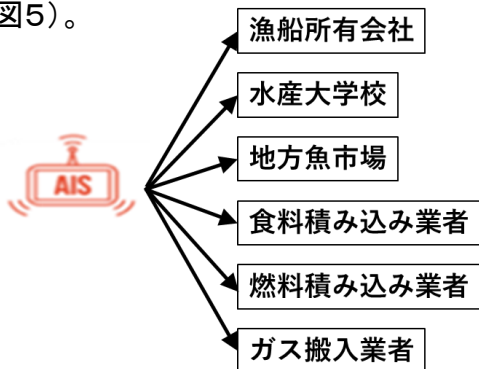 図5）。
漁船所有会社
水産大学校
地方魚市場
AIS
食料積み込み業者
燃料積み込み業者
ガス搬入業者